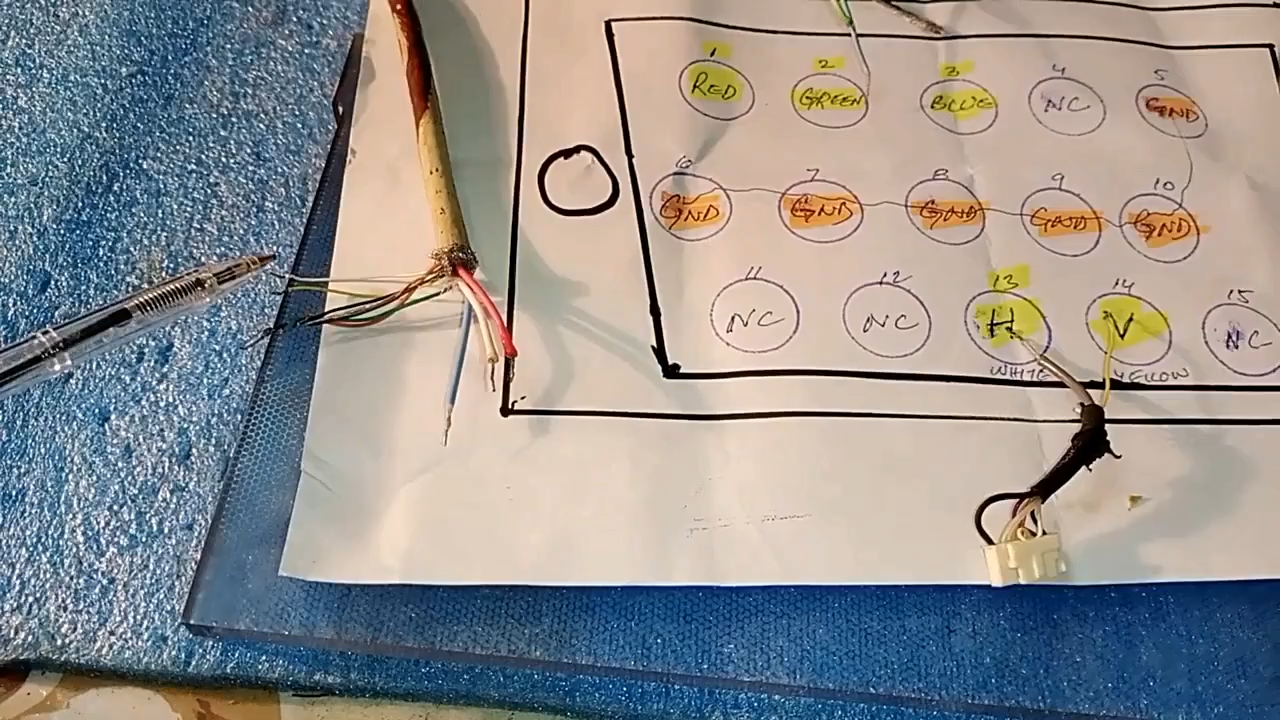 1 2 3 4 5
RED GREEN BLUE NC GND
6 7 8 9 10
GND GND GND GND GND
11 12 13 14 15
NC NC H V NC
WHITE YELLOW